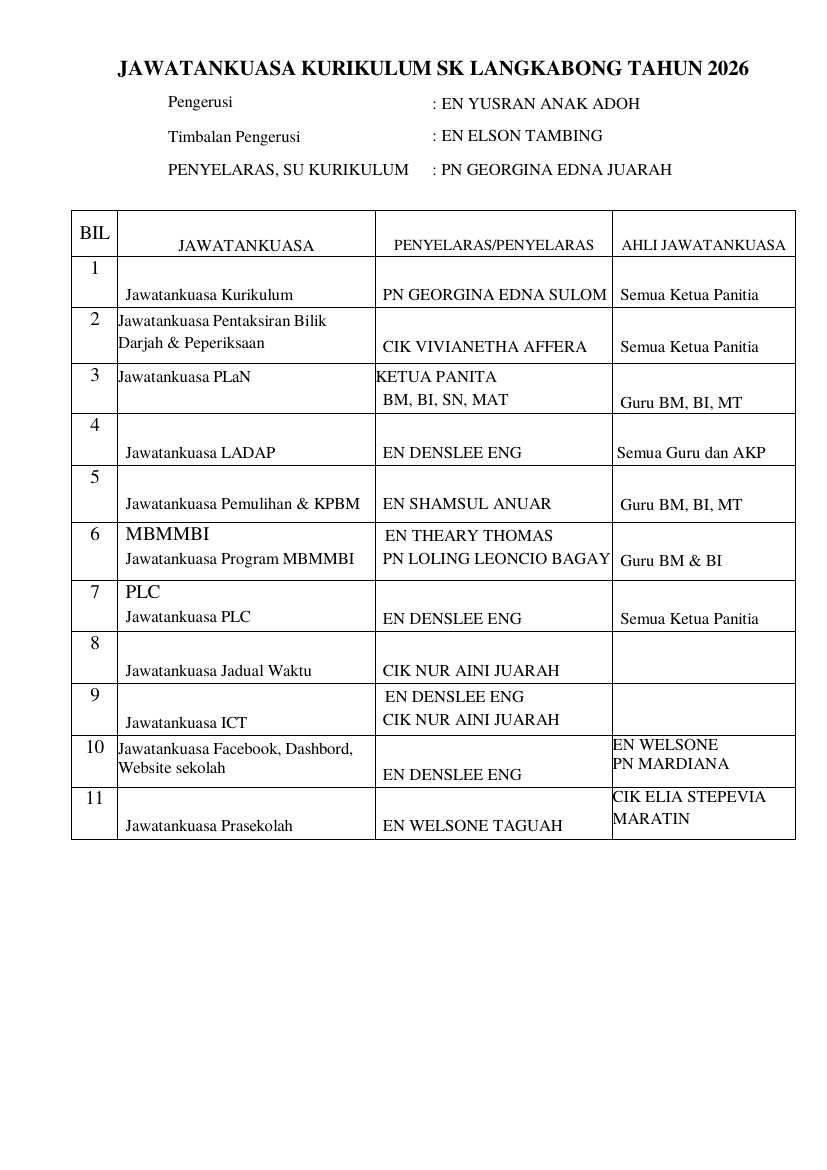 JAWATANKUASA KURIKULUM SK LANGKABONG TAHUN 2026
Pengerusi : EN YUSRAN ANAK ADOH
Timbalan Pengerusi : EN ELSON TAMBING
PENYELARAS, SU KURIKULUM : PN GEORGINA EDNA JUARAH
BIL JAWATANKUASA PENYELARAS/PENYELARAS AHLI JAWATANKUASA
1
Jawatankuasa Kurikulum PN GEORGINA EDNA SULOM Semua Ketua Panitia
2 Jawatankuasa Pentaksiran Bilik
Darjah & Peperiksaan CIK VIVIANETHA AFFERA Semua Ketua Panitia
3 Jawatankuasa PLaN KETUA PANITA
BM, BI, SN, MAT Guru BM, BI, MT
4
Jawatankuasa LADAP EN DENSLEE ENG Semua Guru dan AKP
5
Jawatankuasa Pemulihan & KPBM EN SHAMSUL ANUAR Guru BM, BI, MT
6 MBMMBI EN THEARY THOMAS
Jawatankuasa Program MBMMBI PN LOLING LEONCIO BAGAY Guru BM & BI
7 PLC
Jawatankuasa PLC EN DENSLEE ENG Semua Ketua Panitia
8
Jawatankuasa Jadual Waktu CIK NUR AINI JUARAH
9 EN DENSLEE ENG
Jawatankuasa ICT CIK NUR AINI JUARAH
10 Jawatankuasa Facebook, Dashbord, EN WELSONE
Website sekolah EN DENSLEE ENG PN MARDIANA
11 CIK ELIA STEPEVIA
Jawatankuasa Prasekolah EN WELSONE TAGUAH MARATIN